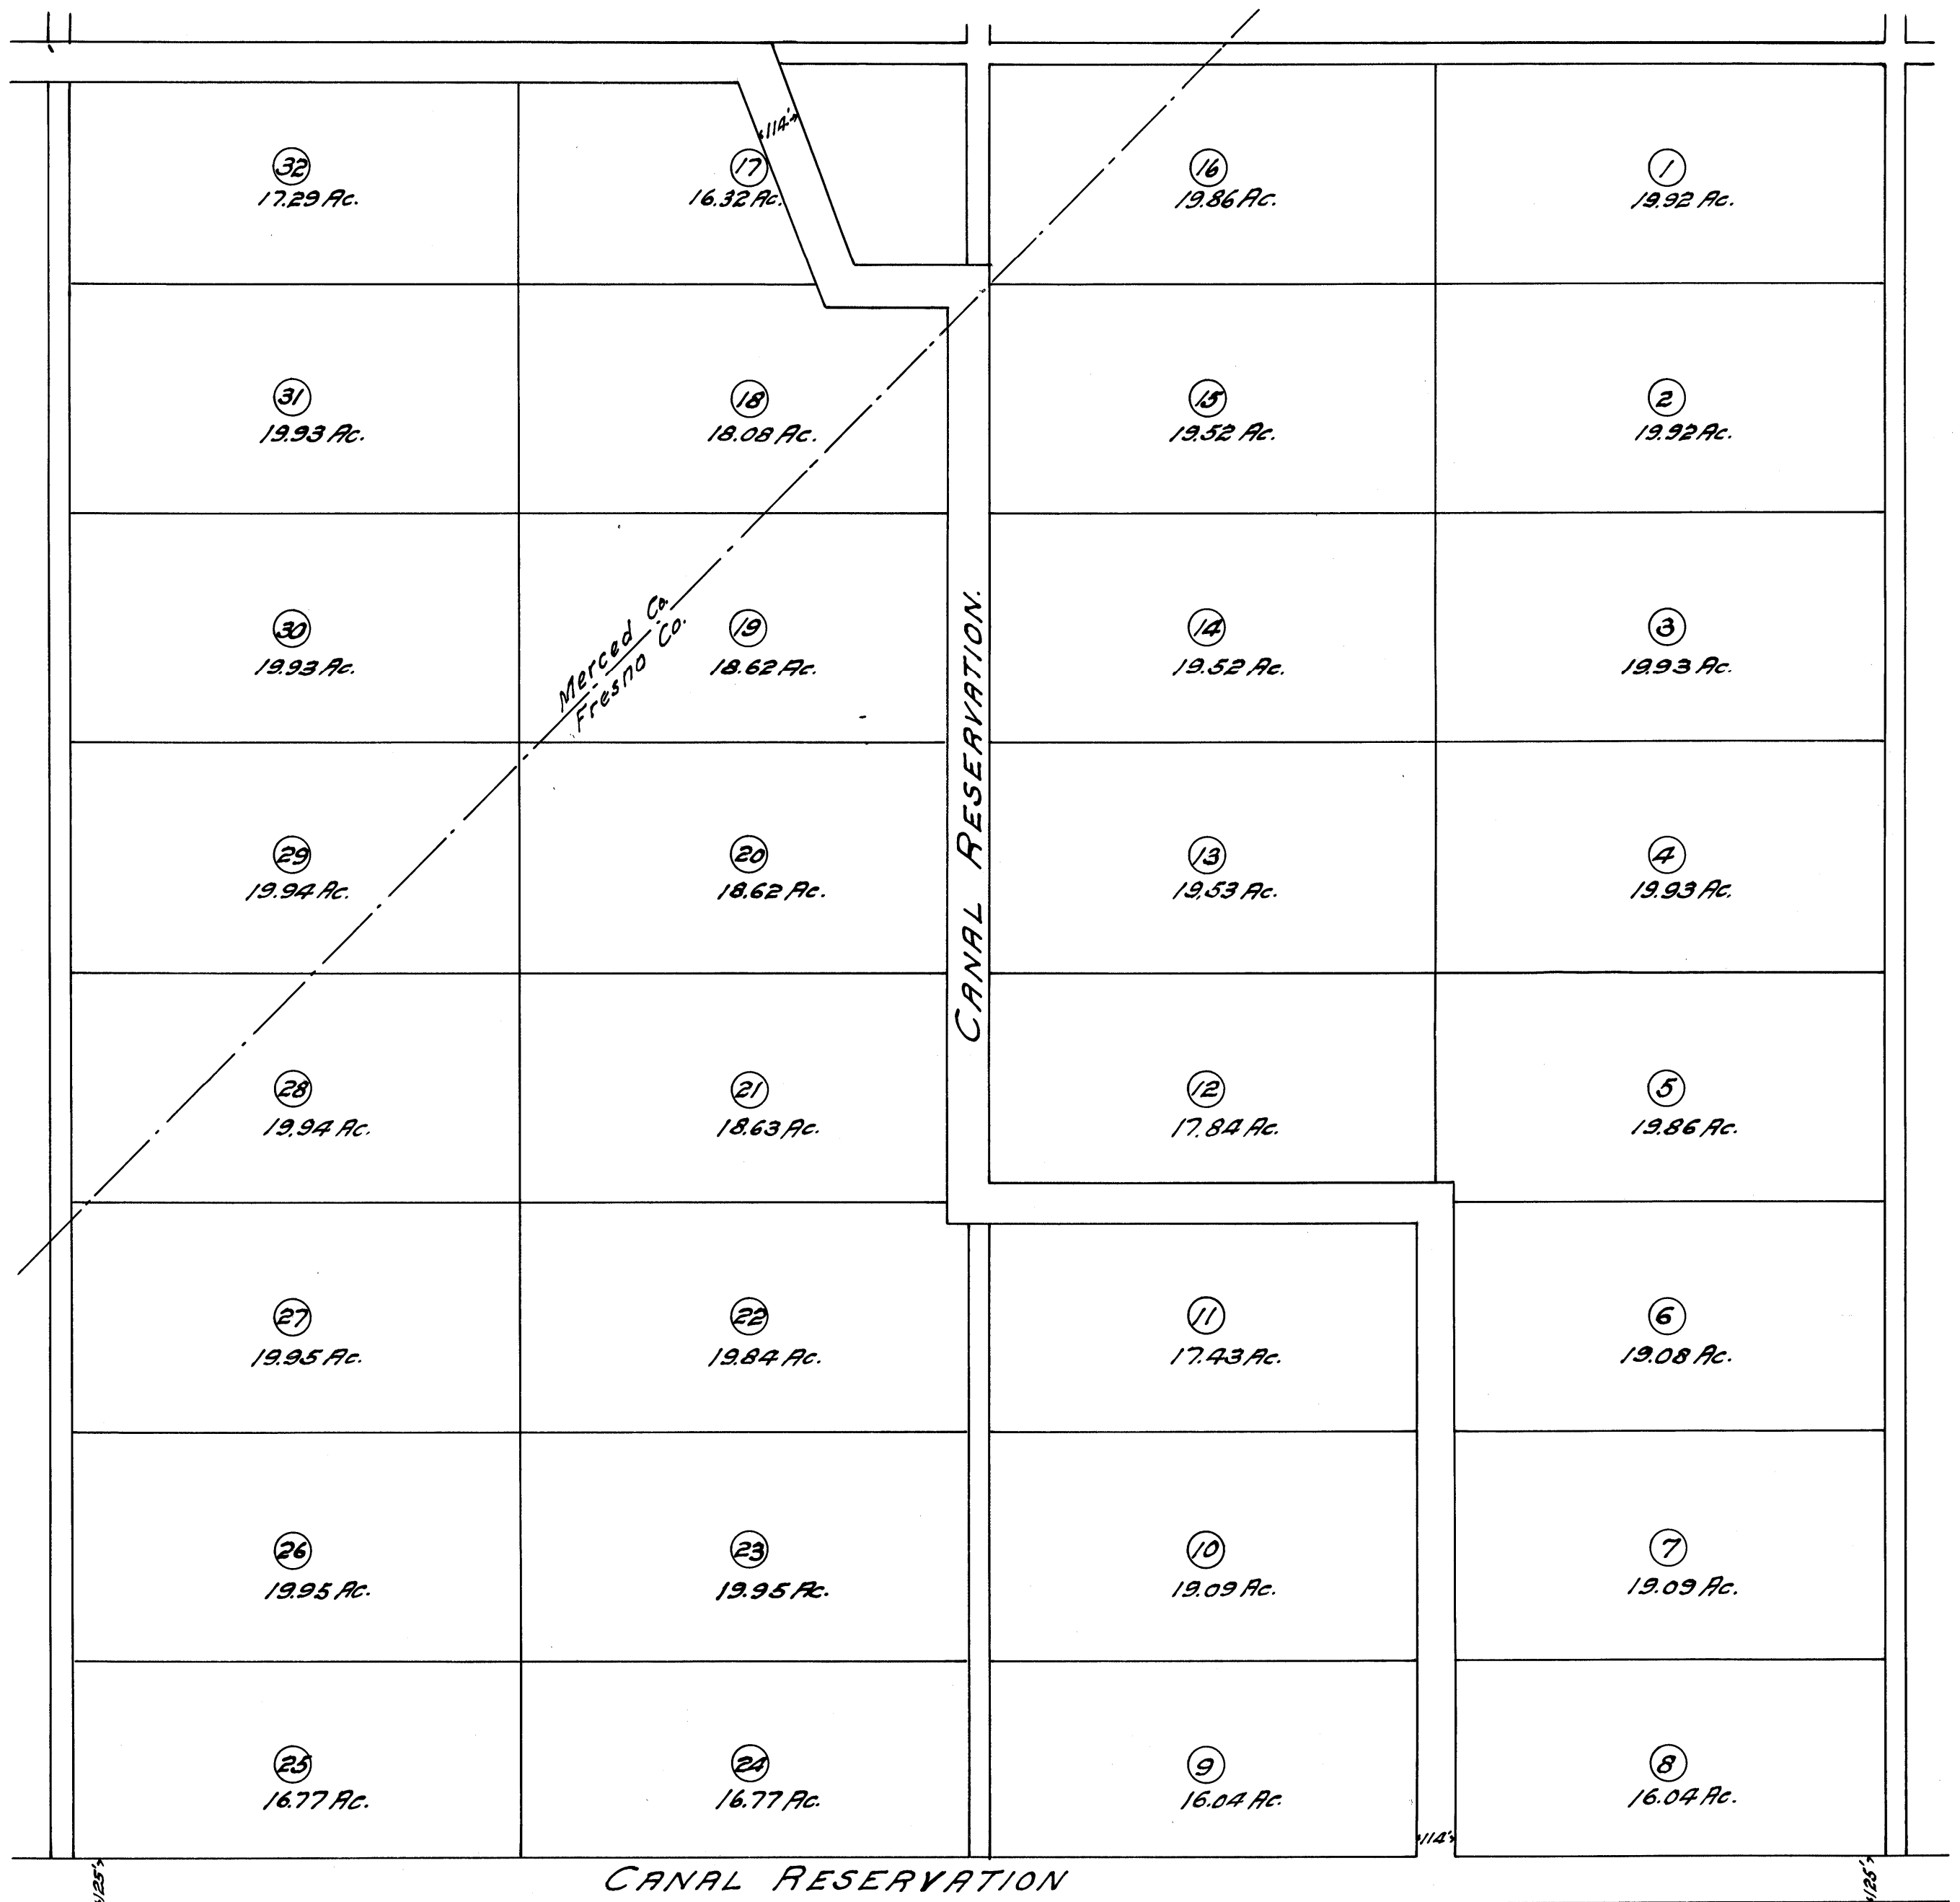 114'
32
17.29 Ac.
17
16.32 Ac.
16
19.86 Ac.
1
19.92 Ac.
31
19.93 Ac.
18
18.08 Ac.
15
19.52 Ac.
2
19.92 Ac.
30
19.93 Ac.
Merced Co.
Fresno Co.
19
18.62 Ac.
CANAL RESERVATION.
14
19.52 Ac.
3
19.93 Ac.
29
19.94 Ac.
20
18.62 Ac.
13
19.53 Ac.
4
19.93 Ac.
28
19.94 Ac.
21
18.63 Ac.
12
17.84 Ac.
5
19.86 Ac.
27
19.95 Ac.
22
19.84 Ac.
11
17.43 Ac.
6
19.08 Ac.
26
19.95 Ac.
23
19.95 Ac.
10
19.09 Ac.
7
19.09 Ac.
25
16.77 Ac.
24
16.77 Ac.
9
16.04 Ac.
8
16.04 Ac.
114'
125'
CANAL RESERVATION
125'